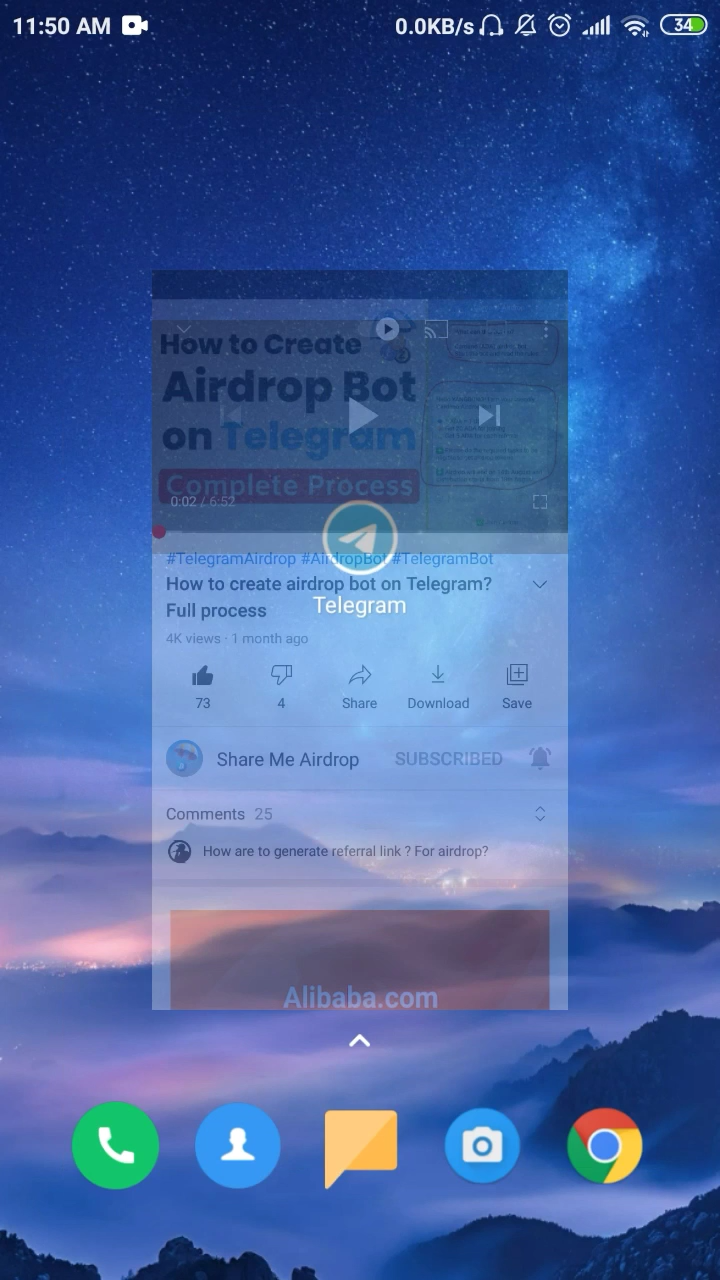 11:50 AM
0.0KB/s
34
How to Create
Airdrop Bot
on Telegram
Complete Process
0:02 / 6:52
#TelegramAirdrop #AirdropBot #TelegramBot
How to create airdrop bot on Telegram?
Full process
Telegram
4K views · 1 month ago
73
4
Share
Download
Save
Share Me Airdrop
SUBSCRIBED
Comments 25
How are to generate referral link ? For airdrop?
Alibaba.com